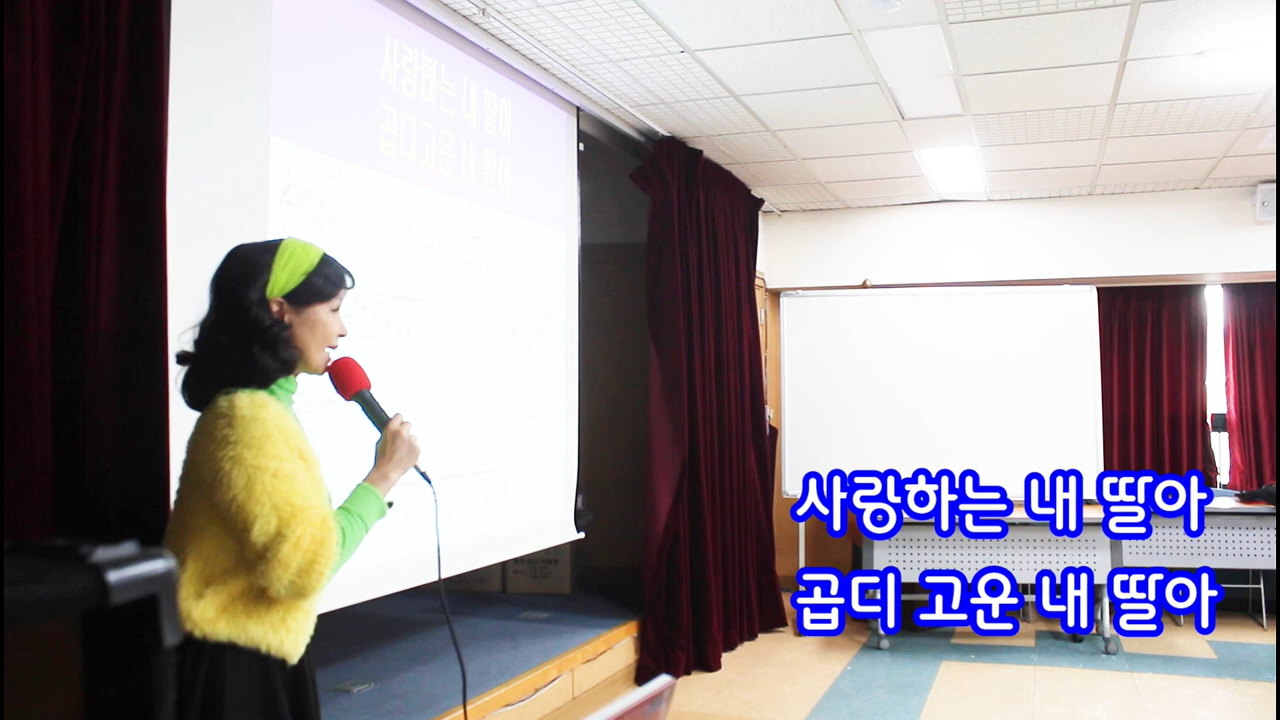 사랑하는 내 딸아
곱디고운 내 딸아
사랑하는 내 딸아
곱디 고운 내 딸아